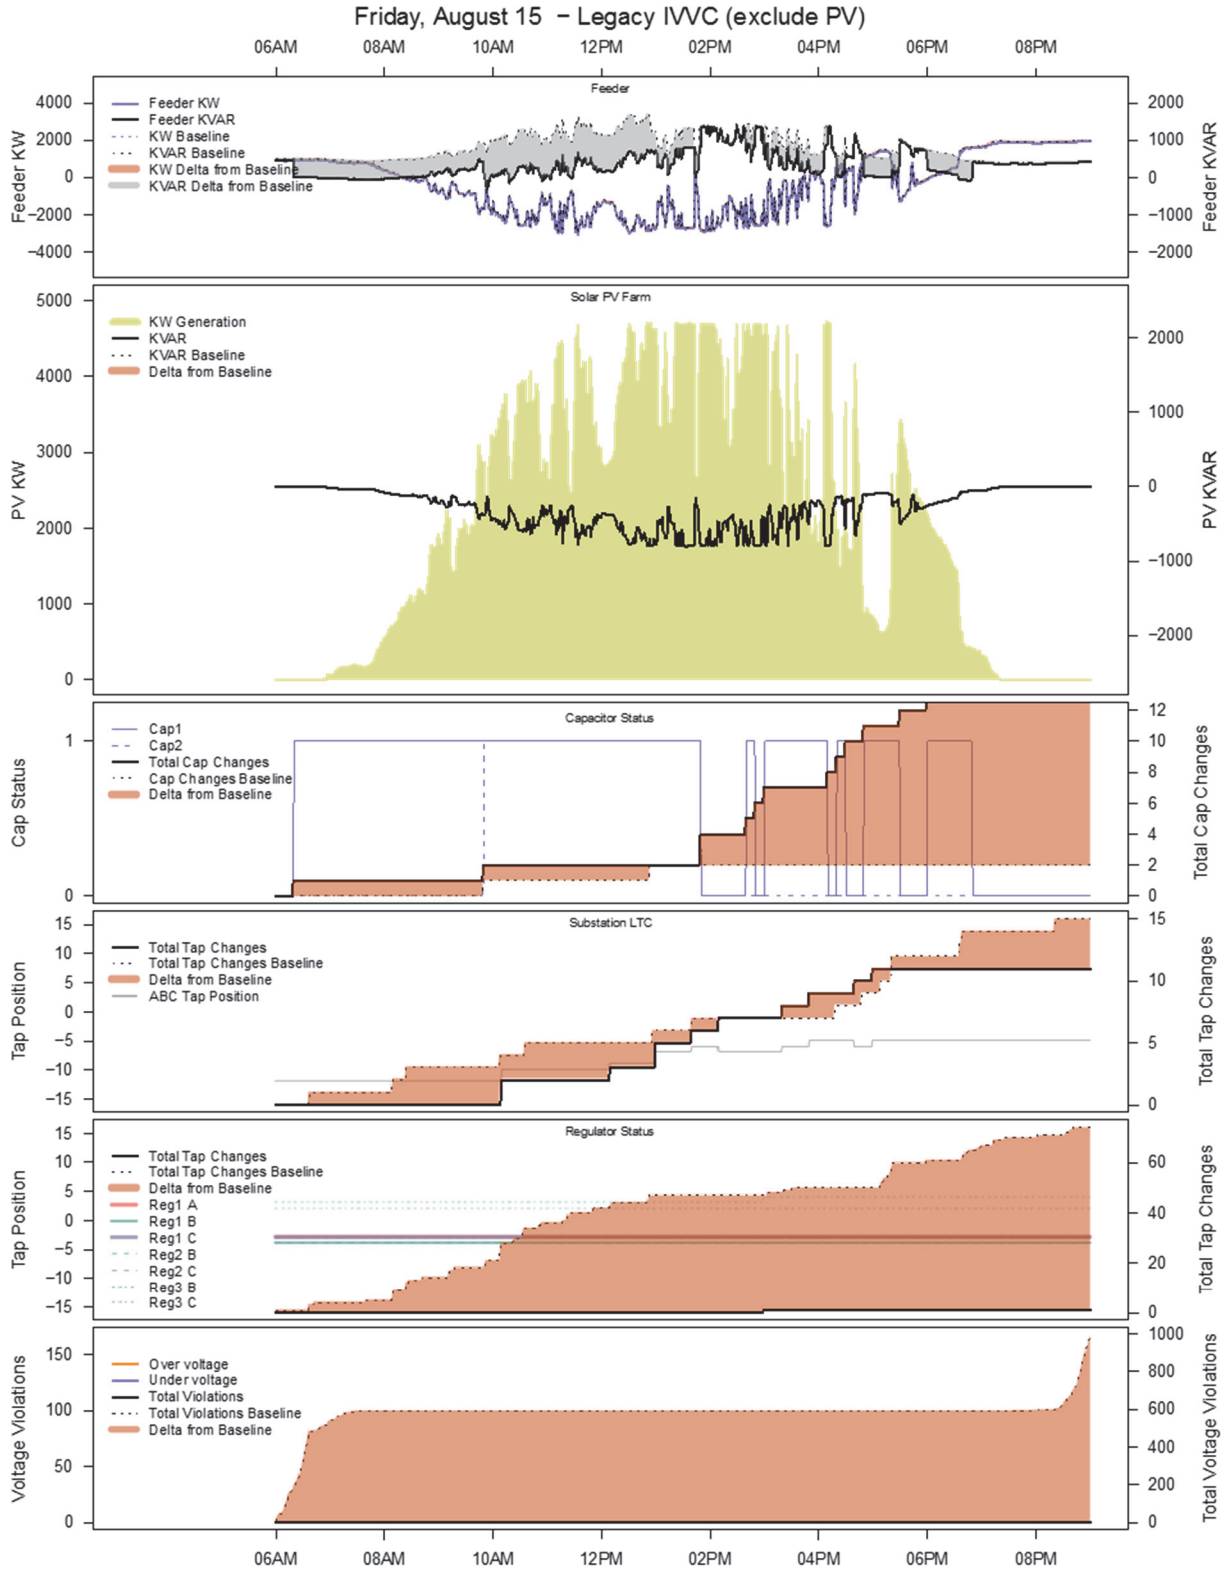 Friday, August 15 – Legacy IVVC (exclude PV)
06AM 08AM 10AM 12PM 02PM 04PM 06PM 08PM
Feeder
Feeder KW
4000
2000
0
−2000
−4000
Feeder KW
Feeder KVAR
KW Baseline
KVAR Baseline
KW Delta from Baseline
KVAR Delta from Baseline
2000
1000
0
−1000
−2000
Feeder KVAR
Solar PV Farm
PV KW
5000
4000
3000
2000
1000
0
KW Generation
KVAR
KVAR Baseline
Delta from Baseline
2000
1000
0
−1000
−2000
PV KVAR
Capacitor Status
Cap Status
1
0
Cap1
Cap2
Total Cap Changes
Cap Changes Baseline
Delta from Baseline
12
10
8
6
4
2
0
Total Cap Changes
Substation LTC
Tap Position
15
10
5
0
−5
−10
−15
Total Tap Changes
Total Tap Changes Baseline
Delta from Baseline
ABC Tap Position
15
10
5
0
Total Tap Changes
Regulator Status
Tap Position
15
10
5
0
−5
−10
−15
Total Tap Changes
Total Tap Changes Baseline
Delta from Baseline
Reg1 A
Reg1 B
Reg1 C
Reg2 B
Reg2 C
Reg3 B
Reg3 C
60
40
20
0
Total Tap Changes
Voltage Violations
150
100
50
0
Over voltage
Under voltage
Total Violations
Total Violations Baseline
Delta from Baseline
1000
800
600
400
200
0
Total Voltage Violations
06AM 08AM 10AM 12PM 02PM 04PM 06PM 08PM